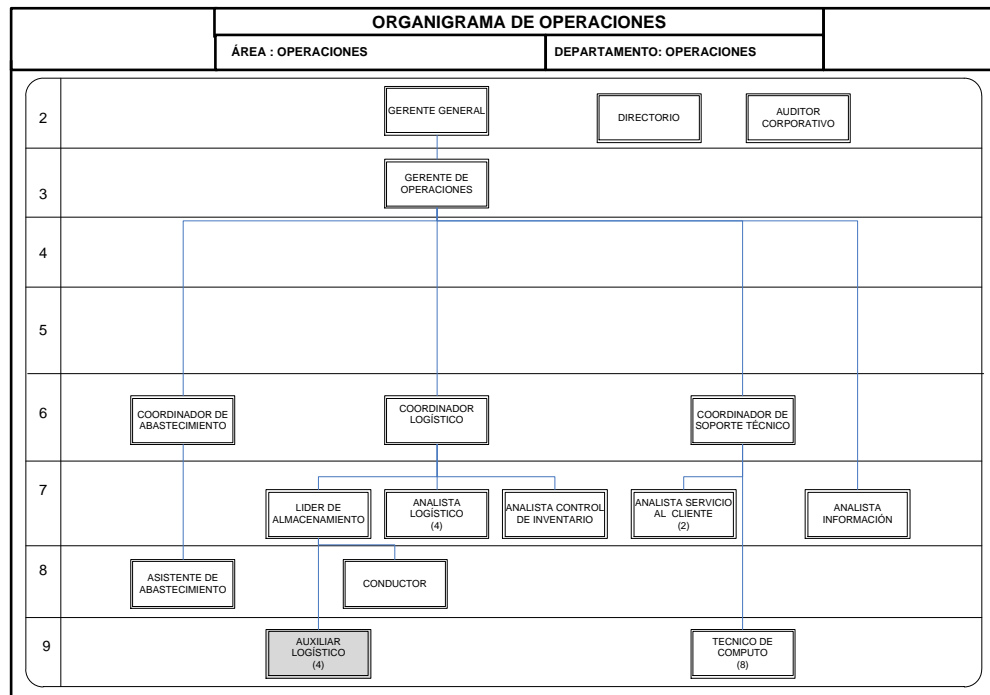 ORGANIGRAMA DE OPERACIONES
ÁREA : OPERACIONES
DEPARTAMENTO: OPERACIONES
2
GERENTE GENERAL
DIRECTORIO
AUDITOR
CORPORATIVO
3
GERENTE DE
OPERACIONES
4
5
6
COORDINADOR DE
ABASTECIMIENTO
COORDINADOR
LOGÍSTICO
COORDINADOR DE
SOPORTE TÉCNICO
7
LIDER DE
ALMACENAMIENTO
ANALISTA
LOGÍSTICO
(4)
ANALISTA CONTROL
DE INVENTARIO
ANALISTA SERVICIO
AL CLIENTE
(2)
ANALISTA
INFORMACIÓN
8
ASISTENTE DE
ABASTECIMIENTO
CONDUCTOR
9
AUXILIAR
LOGÍSTICO
(4)
TECNICO DE
COMPUTO
(8)